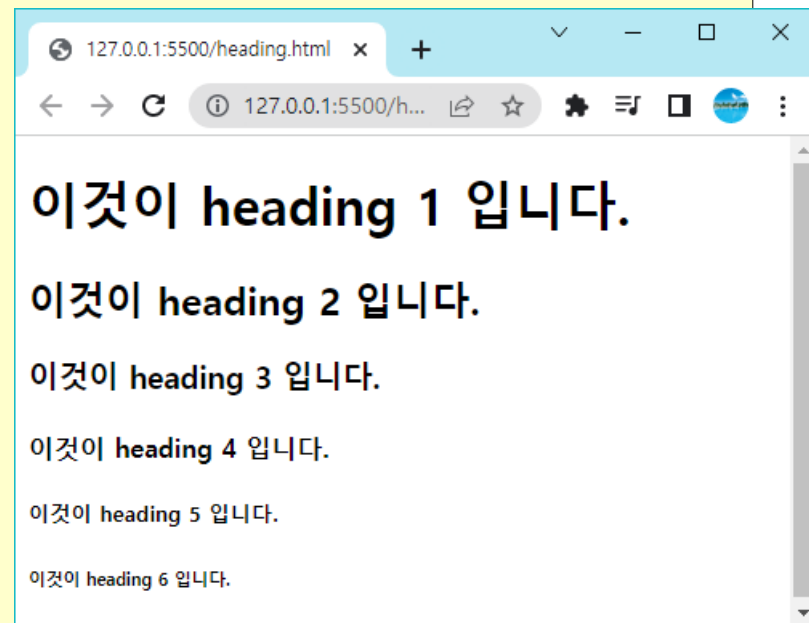 127.0.0.1:5500/heading.html
127.0.0.1:5500/h...
이것이 heading 1 입니다.
이것이 heading 2 입니다.
이것이 heading 3 입니다.
이것이 heading 4 입니다.
이것이 heading 5 입니다.
이것이 heading 6 입니다.